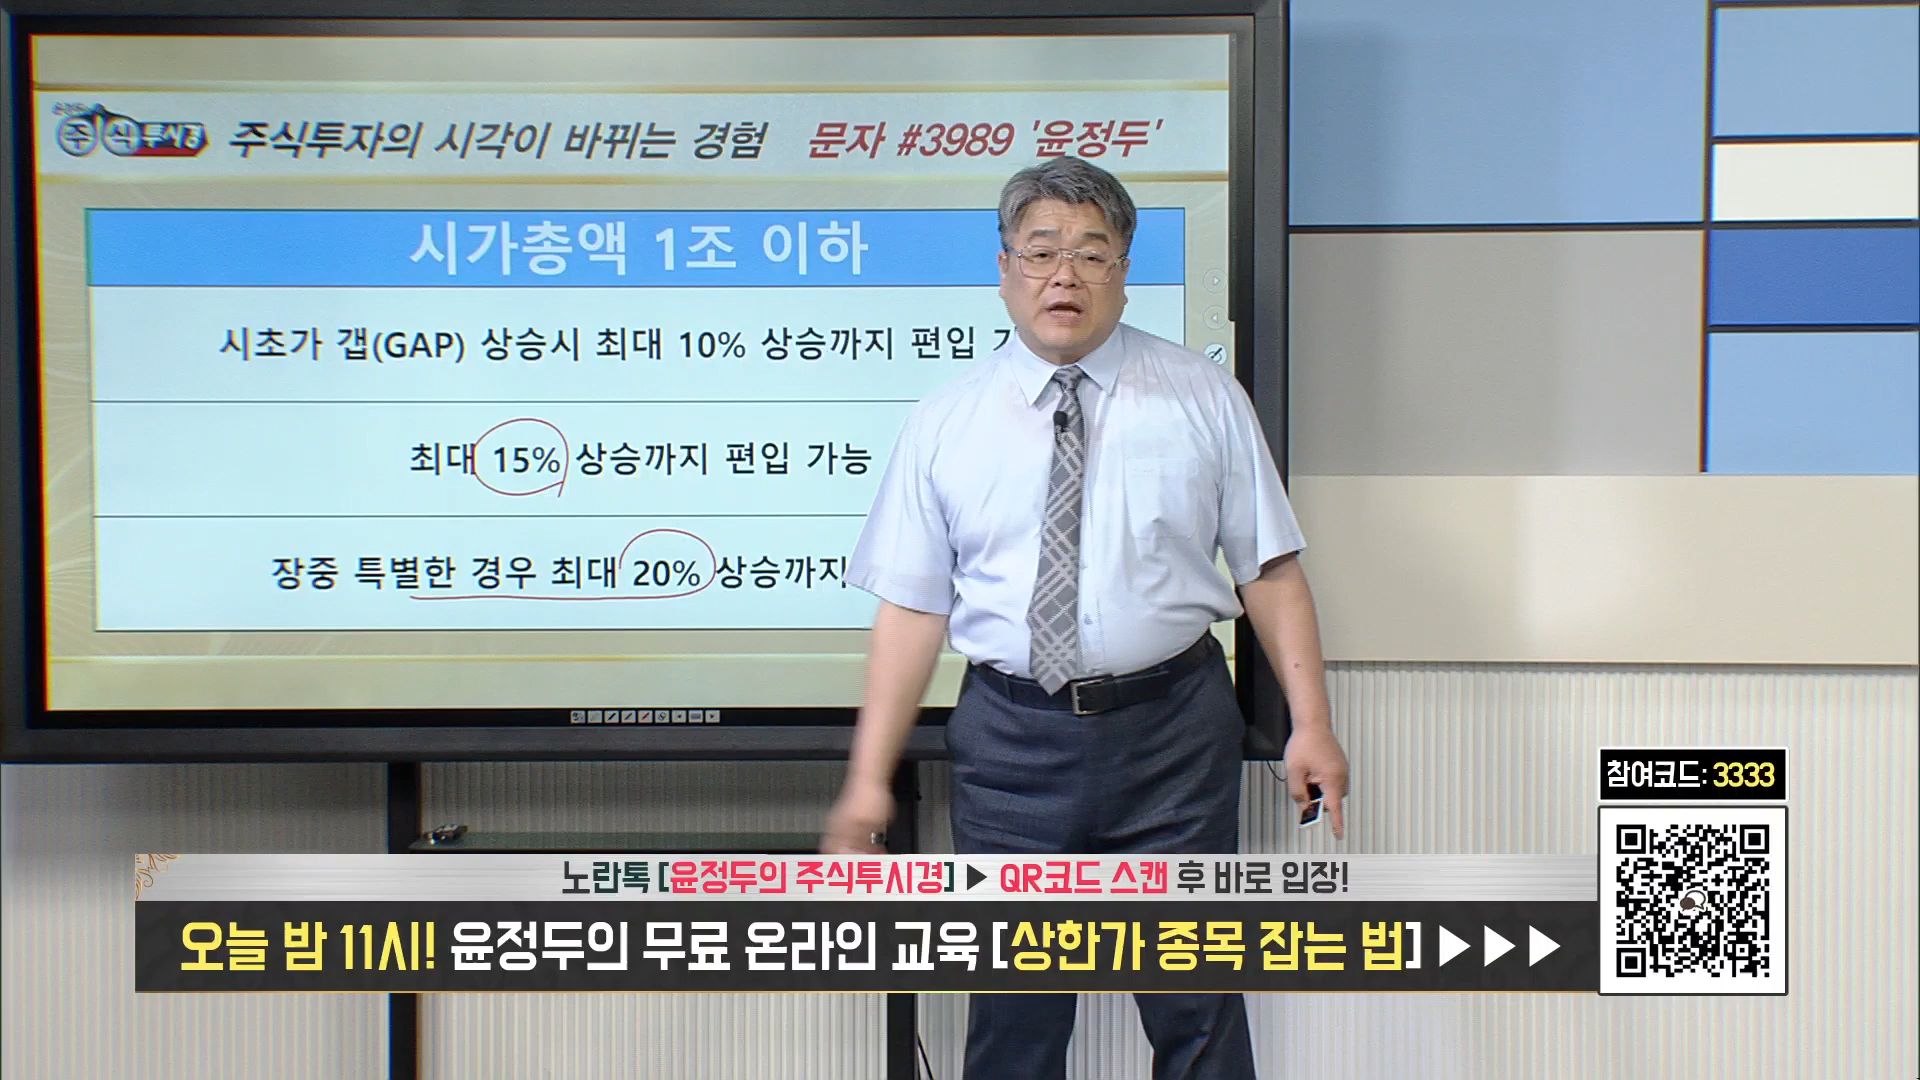 주식투시경
주식투자의 시각이 바뀌는 경험 문자 #3989 '윤정두'
시가총액 1조 이하
시초가 갭(GAP) 상승시 최대 10% 상승까지 편입
최대 15% 상승까지 편입 가능
장중 특별한 경우 최대 20% 상승까지
참여코드: 3333
노란톡 [윤정두의 주식투시경] ▶ QR코드 스캔 후 바로 입장!
오늘 밤 11시! 윤정두의 무료 온라인 교육 [상한가 종목 잡는 법] ▶▶▶